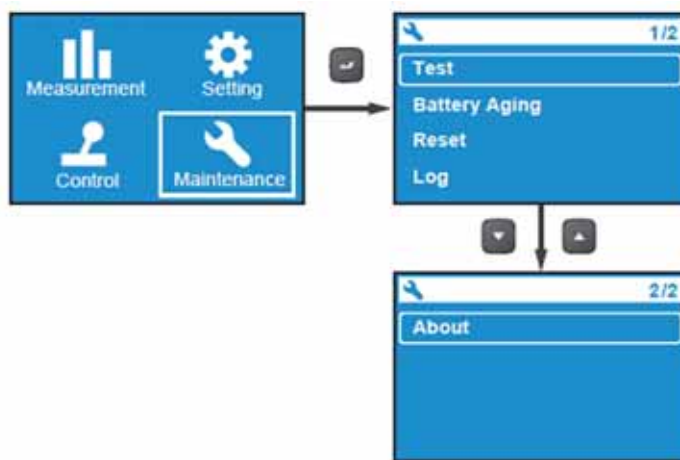 Measurement
Setting
Control
Maintenance
1/2
Test
Battery Aging
Reset
Log
2/2
About